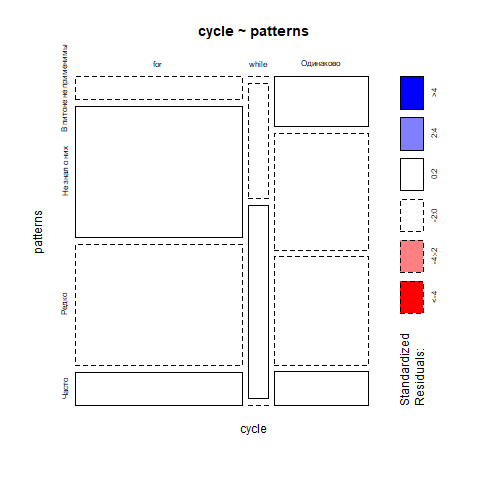 cycle ~ patterns
for
while
Одинаково
В питоне не применимы
Не знал о них
Редко
Часто
patterns
cycle
>4
2:4
0:2
-2:0
-4:-2
<-4
Standardized
Residuals: